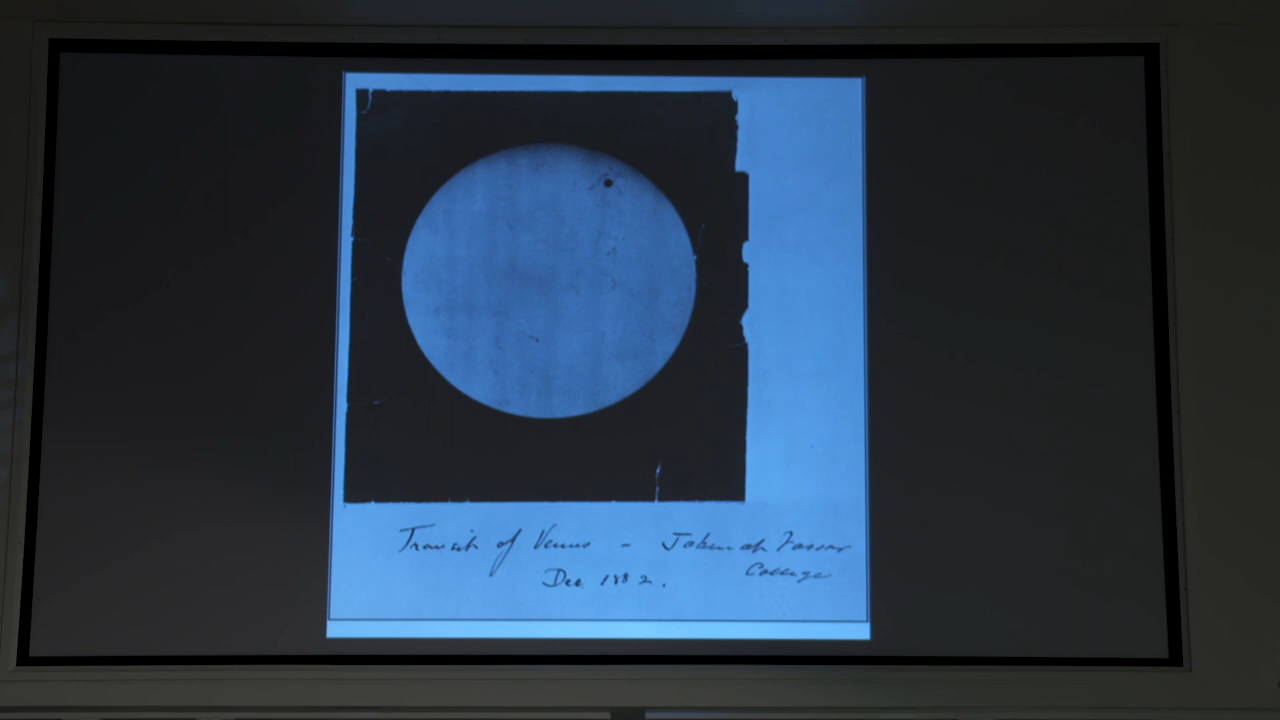 Transit of Venus - Taken at Vassar
College
Dec. 1882.